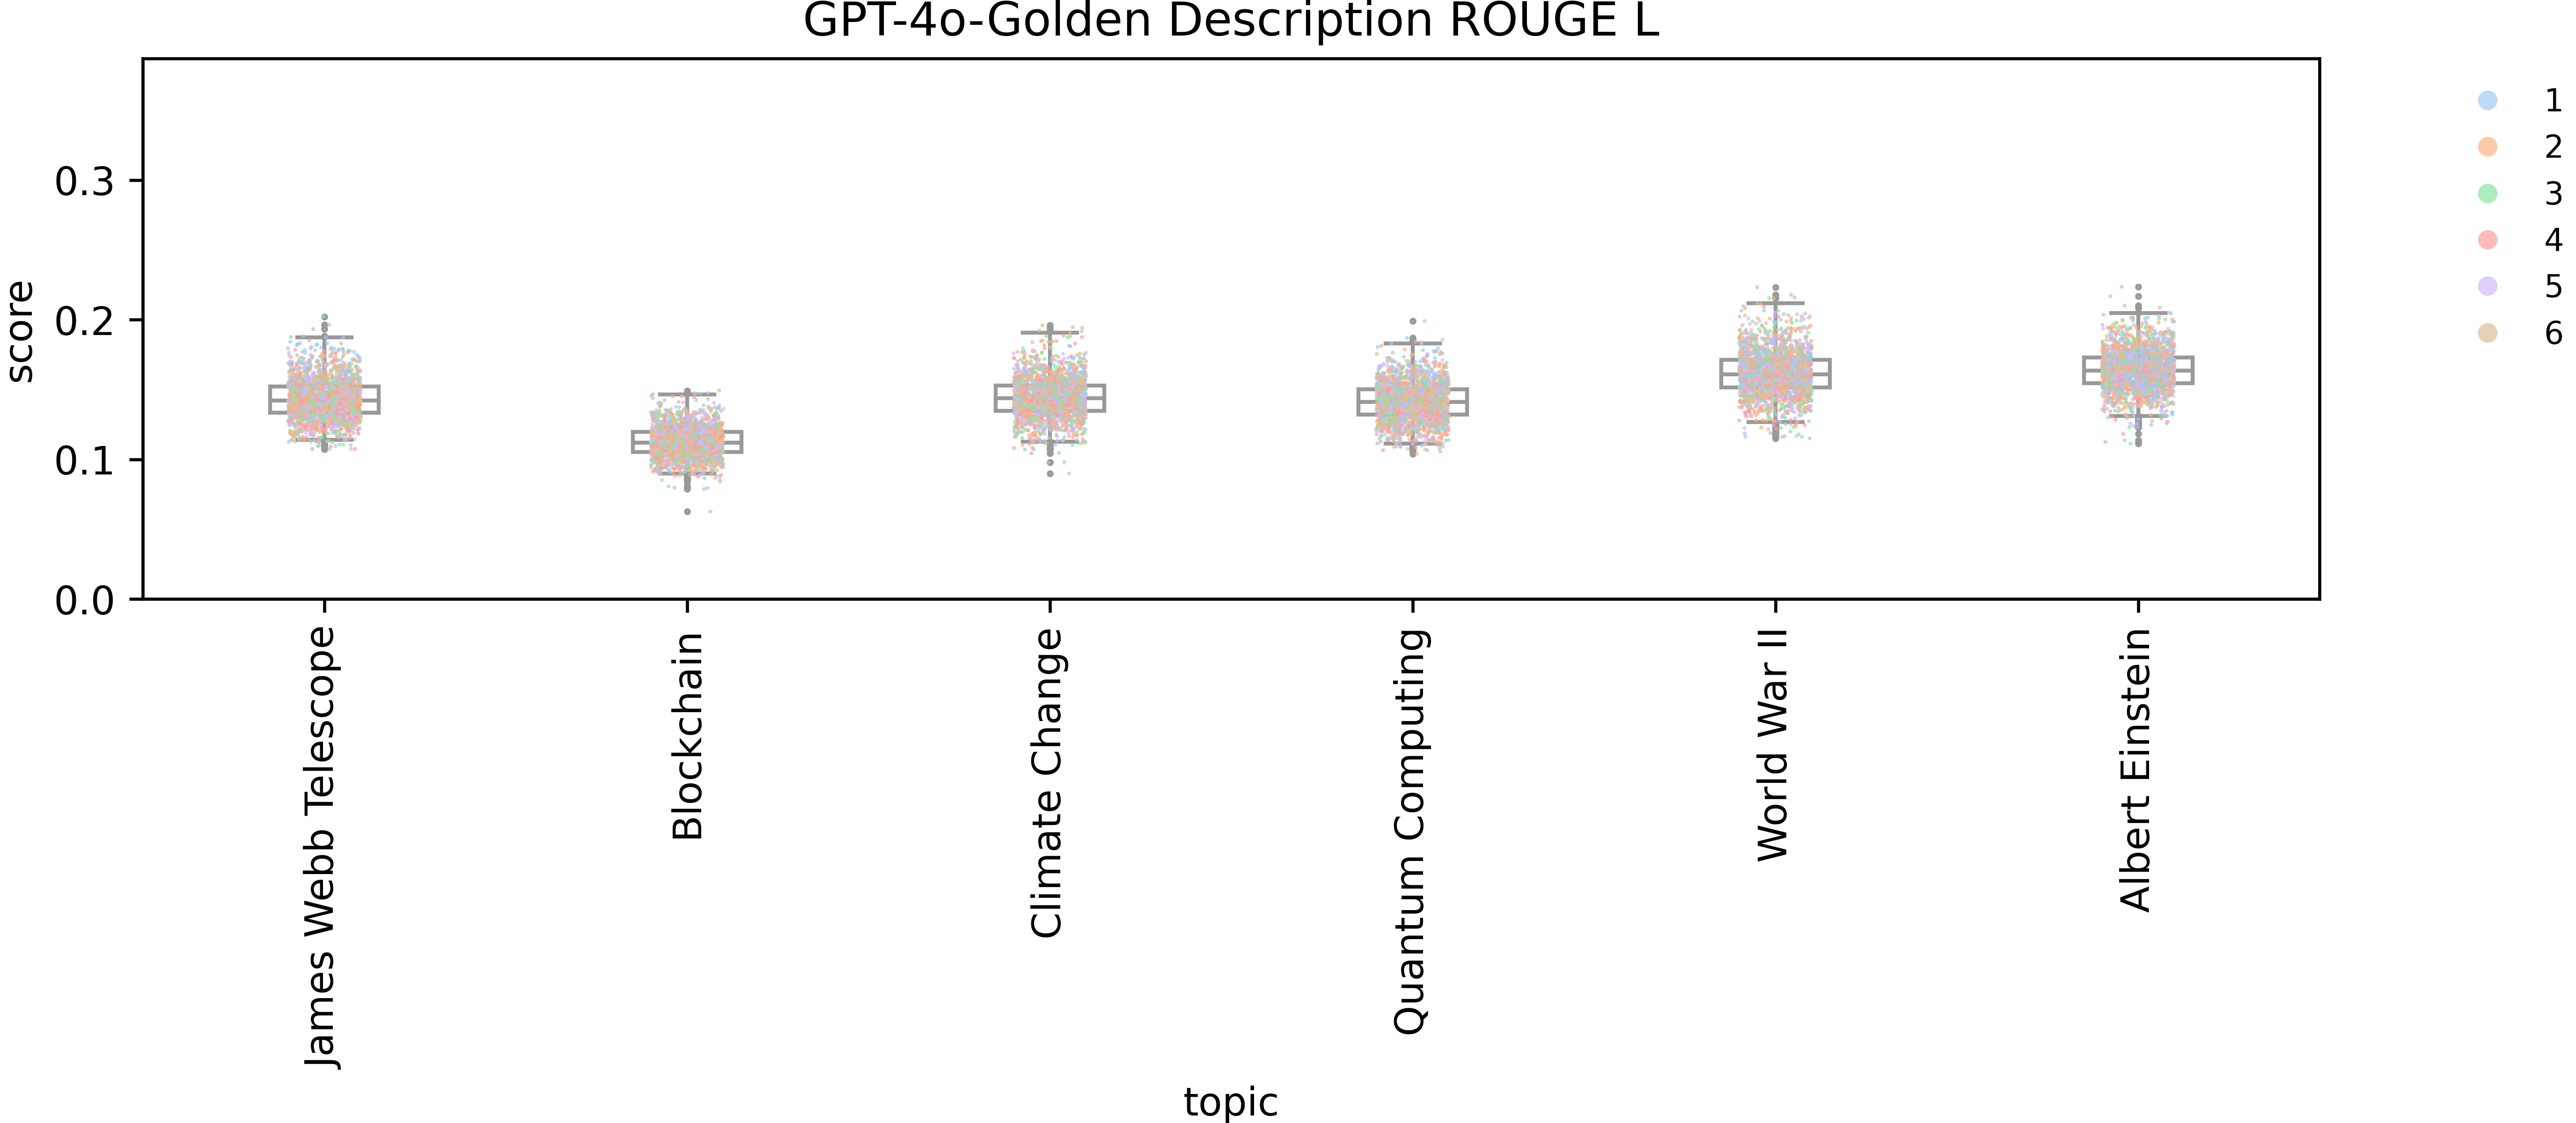 GPT-4o-Golden Description ROUGE L
score
0.3
0.2
0.1
0.0
1
2
3
4
5
6
James Webb Telescope
Blockchain
Climate Change
Quantum Computing
World War II
Albert Einstein
topic